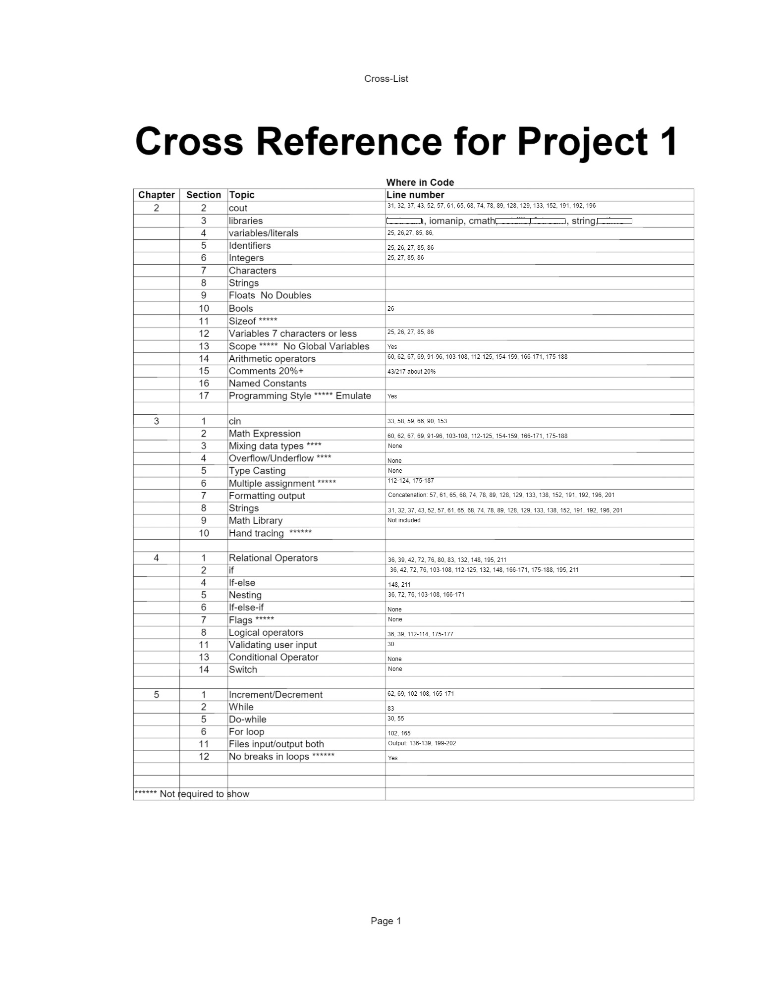 Cross-List
Cross Reference for Project 1
Where in Code
Chapter Section Topic Line number
2 2 cout 31, 32, 37, 43, 52, 57, 61, 65, 68, 74, 78, 89, 128, 129, 133, 152, 191, 192, 196
3 libraries , iomanip, cmath, , string,
4 variables/literals 25, 26,27, 85, 86,
5 Identifiers 25, 26, 27, 85, 86
6 Integers 25, 27, 85, 86
7 Characters
8 Strings
9 Floats No Doubles
10 Bools 26
11 Sizeof *****
12 Variables 7 characters or less 25, 26, 27, 85, 86
13 Scope ***** No Global Variables Yes
14 Arithmetic operators 60, 62, 67, 69, 91-96, 103-108, 112-125, 154-159, 166-171, 175-188
15 Comments 20%+ 43/217 about 20%
16 Named Constants
17 Programming Style ***** Emulate Yes
3 1 cin 33, 58, 59, 66, 90, 153
2 Math Expression 60, 62, 67, 69, 91-96, 103-108, 112-125, 154-159, 166-171, 175-188
3 Mixing data types **** None
4 Overflow/Underflow **** None
5 Type Casting None
6 Multiple assignment ***** 112-124, 175-187
7 Formatting output Concatenation: 57, 61, 65, 68, 74, 78, 89, 128, 129, 133, 138, 152, 191, 192, 196, 201
8 Strings 31, 32, 37, 43, 52, 57, 61, 65, 68, 74, 78, 89, 128, 129, 133, 138, 152, 191, 192, 196, 201
9 Math Library Not included
10 Hand tracing ******
4 1 Relational Operators 36, 39, 42, 72, 76, 80, 83, 132, 148, 195, 211
2 if 36, 42, 72, 76, 103-108, 112-125, 132, 148, 166-171, 175-188, 195, 211
4 If-else 148, 211
5 Nesting 36, 72, 76, 103-108, 166-171
6 If-else-if None
7 Flags ***** None
8 Logical operators 36, 39, 112-114, 175-177
11 Validating user input 30
13 Conditional Operator None
14 Switch None
5 1 Increment/Decrement 62, 69, 102-108, 165-171
2 While 83
5 Do-while 30, 55
6 For loop 102, 165
11 Files input/output both Output: 136-139, 199-202
12 No breaks in loops ****** Yes
****** Not required to show
Page 1